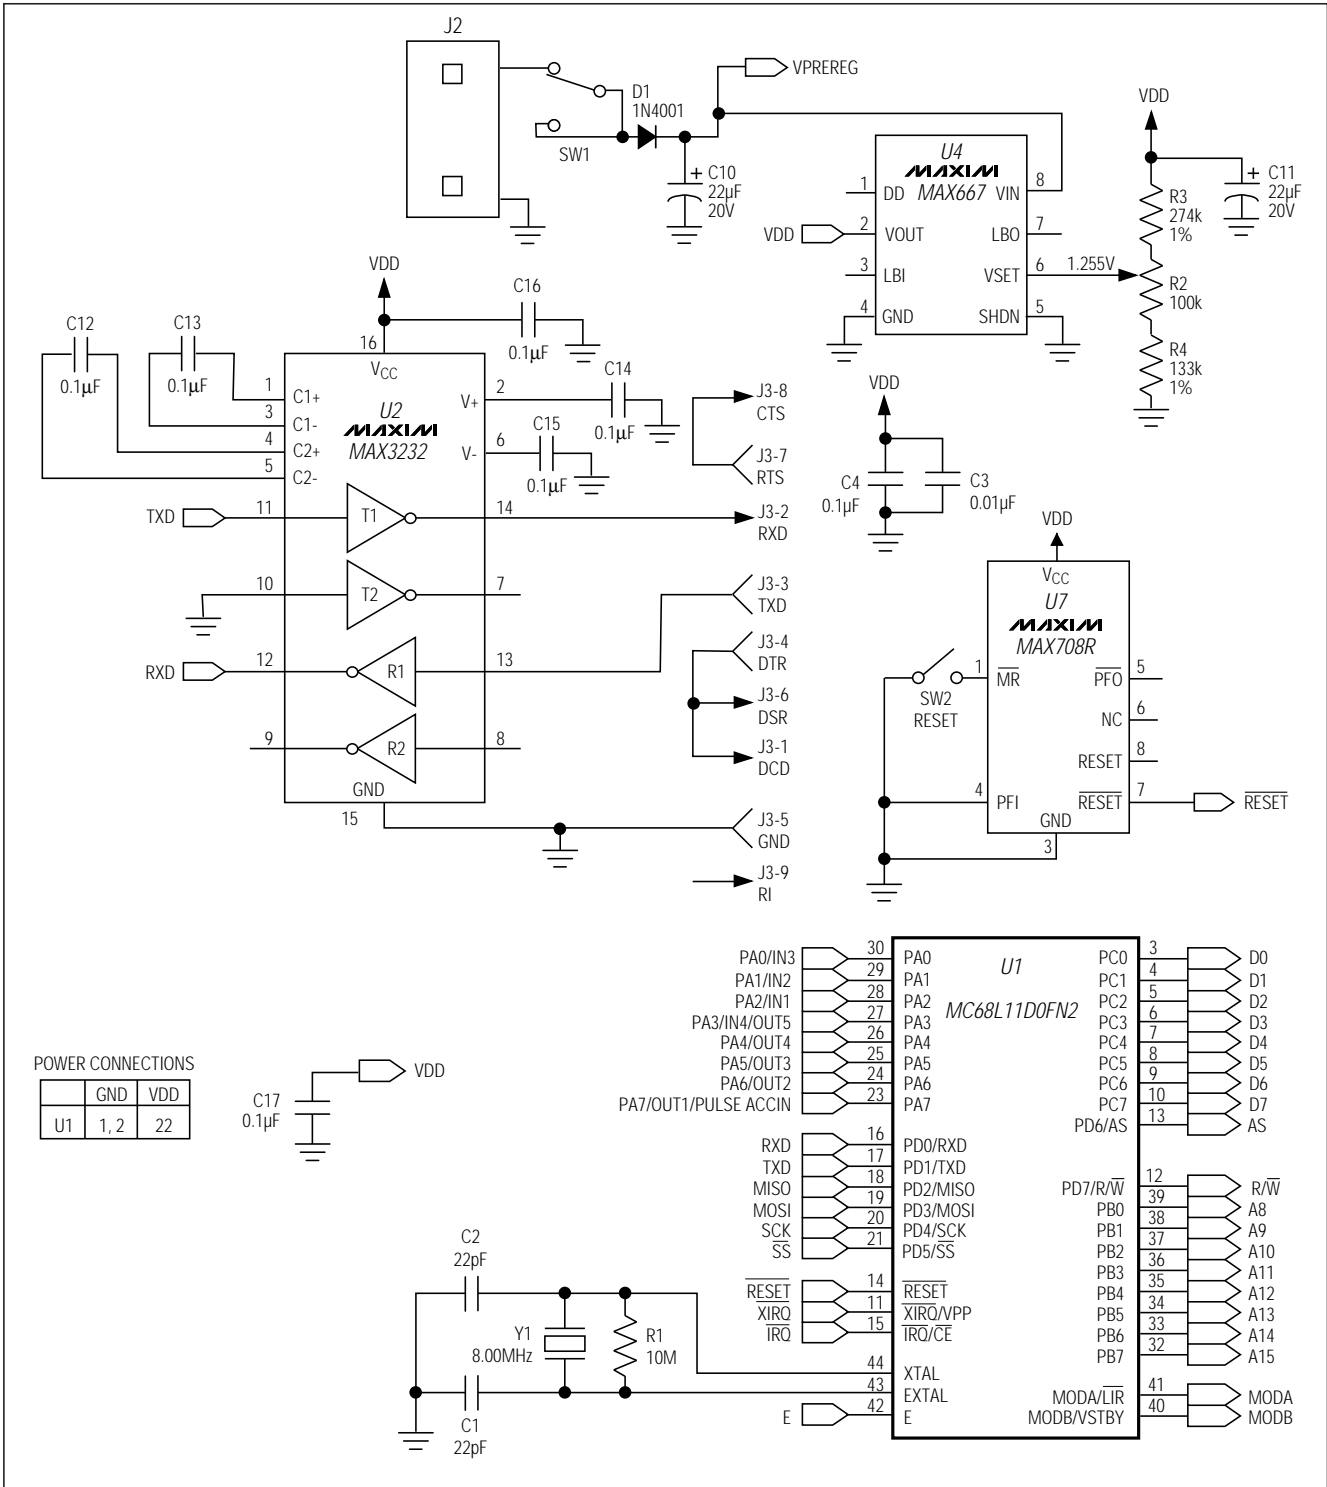 J2
VPREREG
D1
1N4001
SW1
+ C10
22µF
20V
VDD
+ C11
22µF
20V
R3
274k
1%
R2
100k
R4
133k
1%
U4
MAXIM
MAX667
1 DD
VIN 8
VDD 2 VOUT
LBO 7
3 LBI
VSET 6 1.255V
4 GND
SHDN 5
VDD
C16
0.1µF
C12
0.1µF
C13
0.1µF
16
VCC
U2
MAXIM
MAX3232
1 C1+
3 C1-
4 C2+
5 C2-
V+ 2
V- 6
C14
0.1µF
C15
0.1µF
TXD 11 T1 14
10 T2 7
RXD 12 R1 13
9 R2 8
GND
15
J3-8
CTS
J3-7
RTS
J3-2
RXD
J3-3
TXD
J3-4
DTR
J3-6
DSR
J3-1
DCD
J3-5
GND
J3-9
RI
VDD
C4
0.1µF
C3
0.01µF
VDD
VCC
U7
MAXIM
MAX708R
SW2
RESET
1 M̅R̅
P̅F̅O̅ 5
NC 6
RESET 8
4 PFI
R̅E̅S̅E̅T̅ 7 R̅E̅S̅E̅T̅
GND
3
U1
MC68L11D0FN2
PA0/IN3 30 PA0
PA1/IN2 29 PA1
PA2/IN1 28 PA2
PA3/IN4/OUT5 27 PA3
PA4/OUT4 26 PA4
PA5/OUT3 25 PA5
PA6/OUT2 24 PA6
PA7/OUT1/PULSE ACCIN 23 PA7
RXD 16 PD0/RXD
TXD 17 PD1/TXD
MISO 18 PD2/MISO
MOSI 19 PD3/MOSI
SCK 20 PD4/SCK
S̅S̅ 21 PD5/S̅S̅
R̅E̅S̅E̅T̅ 14 R̅E̅S̅E̅T̅
X̅I̅R̅Q̅ 11 X̅I̅R̅Q̅/VPP
I̅R̅Q̅ 15 I̅R̅Q̅/C̅E̅
44 XTAL
43 EXTAL
E 42 E
PC0 3 D0
PC1 4 D1
PC2 5 D2
PC3 6 D3
PC4 7 D4
PC5 8 D5
PC6 9 D6
PC7 10 D7
PD6/AS 13 AS
PD7/R/W̅ 12 R/W̅
PB0 39 A8
PB1 38 A9
PB2 37 A10
PB3 36 A11
PB4 35 A12
PB5 34 A13
PB6 33 A14
PB7 32 A15
MODA/L̅I̅R̅ 41 MODA
MODB/VSTBY 40 MODB
POWER CONNECTIONS
GND VDD
U1 1, 2 22
VDD
C17
0.1µF
C2
22pF
Y1
8.00MHz
R1
10M
C1
22pF